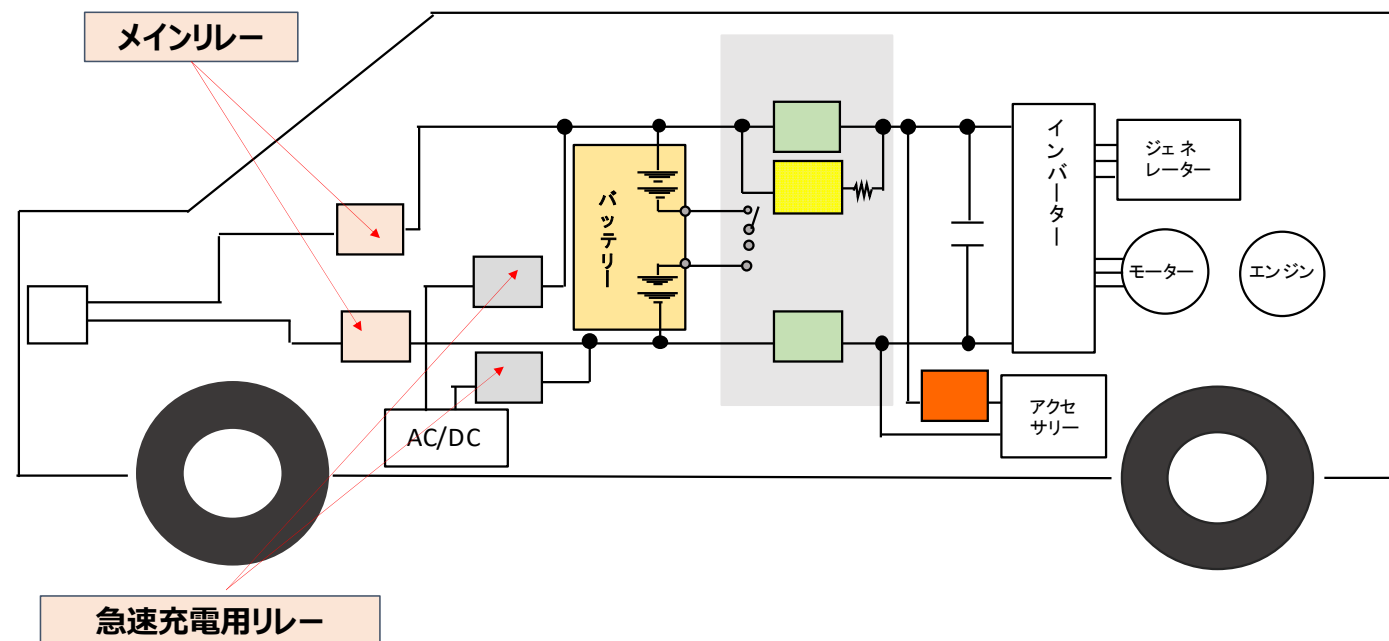 メインリレー
インバーター
ジェネ
レーター
バッテリー
モーター
エンジン
アクセ
サリー
AC/DC
急速充電用リレー